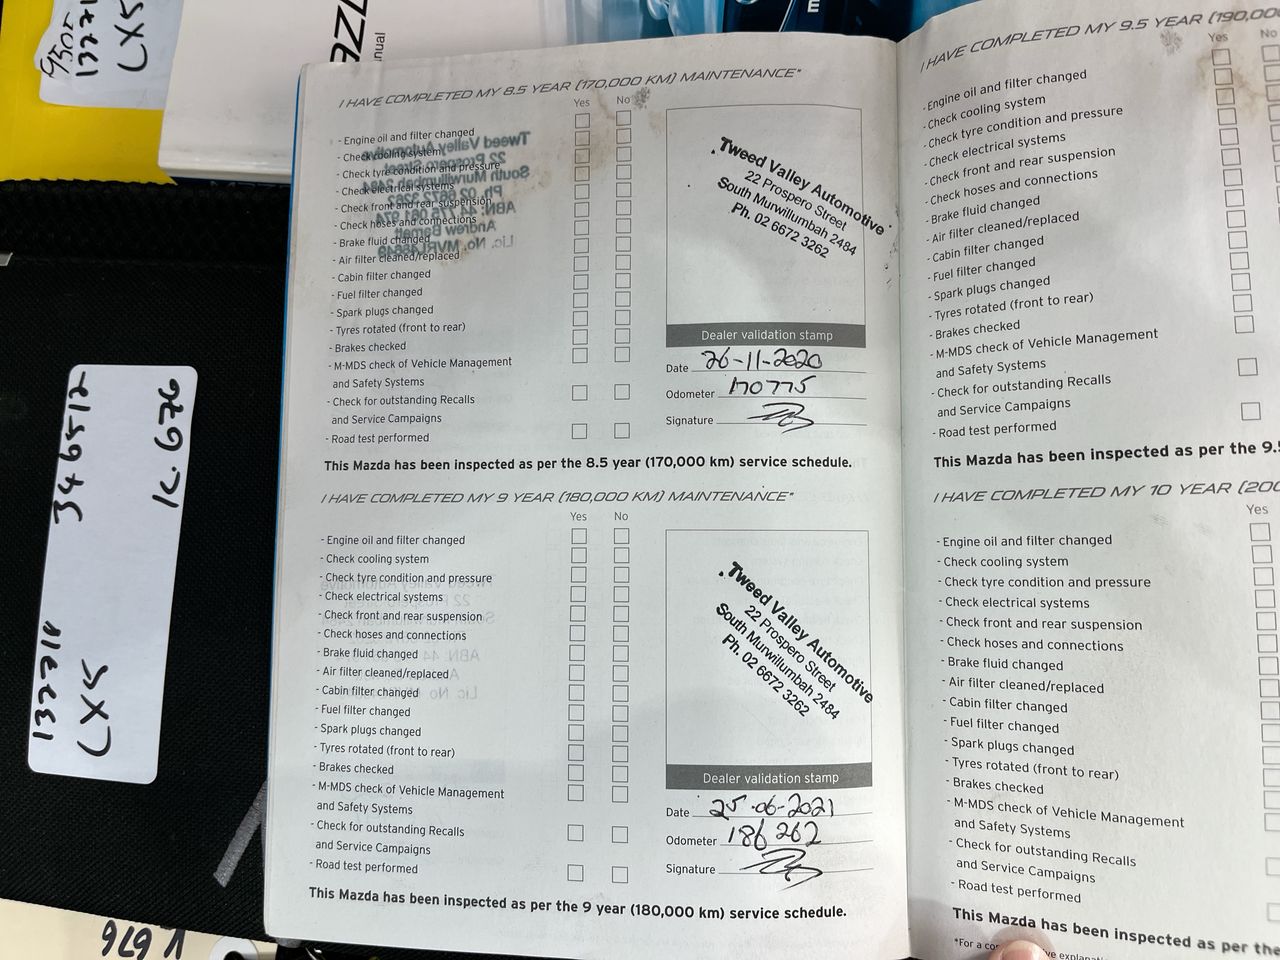 I HAVE COMPLETED MY 8.5 YEAR (170,000 KM) MAINTENANCE*
Yes No
- Engine oil and filter changed
- Check cooling system
- Check tyre condition and pressure
- Check electrical systems
- Check front and rear suspension
- Check hoses and connections
- Brake fluid changed
- Air filter cleaned/replaced
- Cabin filter changed
- Fuel filter changed
- Spark plugs changed
- Tyres rotated (front to rear)
- Brakes checked
- M-MDS check of Vehicle Management
and Safety Systems
- Check for outstanding Recalls
and Service Campaigns
- Road test performed
Tweed Valley Automotive
22 Prospero Street
South Murwillumbah 2484
Ph. 02 6672 3262
Dealer validation stamp
Date 26-11-2020
Odometer 170775
Signature
This Mazda has been inspected as per the 8.5 year (170,000 km) service schedule.
I HAVE COMPLETED MY 9 YEAR (180,000 KM) MAINTENANCE*
Yes No
- Engine oil and filter changed
- Check cooling system
- Check tyre condition and pressure
- Check electrical systems
- Check front and rear suspension
- Check hoses and connections
- Brake fluid changed
- Air filter cleaned/replaced
- Cabin filter changed
- Fuel filter changed
- Spark plugs changed
- Tyres rotated (front to rear)
- Brakes checked
- M-MDS check of Vehicle Management
and Safety Systems
- Check for outstanding Recalls
and Service Campaigns
- Road test performed
Tweed Valley Automotive
22 Prospero Street
South Murwillumbah 2484
Ph. 02 6672 3262
Dealer validation stamp
Date 25-06-2021
Odometer 186 262
Signature
This Mazda has been inspected as per the 9 year (180,000 km) service schedule.
I HAVE COMPLETED MY 9.5 YEAR (190,00
Yes No
- Engine oil and filter changed
- Check cooling system
- Check tyre condition and pressure
- Check electrical systems
- Check front and rear suspension
- Check hoses and connections
- Brake fluid changed
- Air filter cleaned/replaced
- Cabin filter changed
- Fuel filter changed
- Spark plugs changed
- Tyres rotated (front to rear)
- Brakes checked
- M-MDS check of Vehicle Management
and Safety Systems
- Check for outstanding Recalls
and Service Campaigns
- Road test performed
This Mazda has been inspected as per the 9.5
I HAVE COMPLETED MY 10 YEAR (200
Yes
- Engine oil and filter changed
- Check cooling system
- Check tyre condition and pressure
- Check electrical systems
- Check front and rear suspension
- Check hoses and connections
- Brake fluid changed
- Air filter cleaned/replaced
- Cabin filter changed
- Fuel filter changed
- Spark plugs changed
- Tyres rotated (front to rear)
- Brakes checked
- M-MDS check of Vehicle Management
and Safety Systems
- Check for outstanding Recalls
and Service Campaigns
- Road test performed
This Mazda has been inspected as per the
*For a
346512
K 676
CX5
V 676